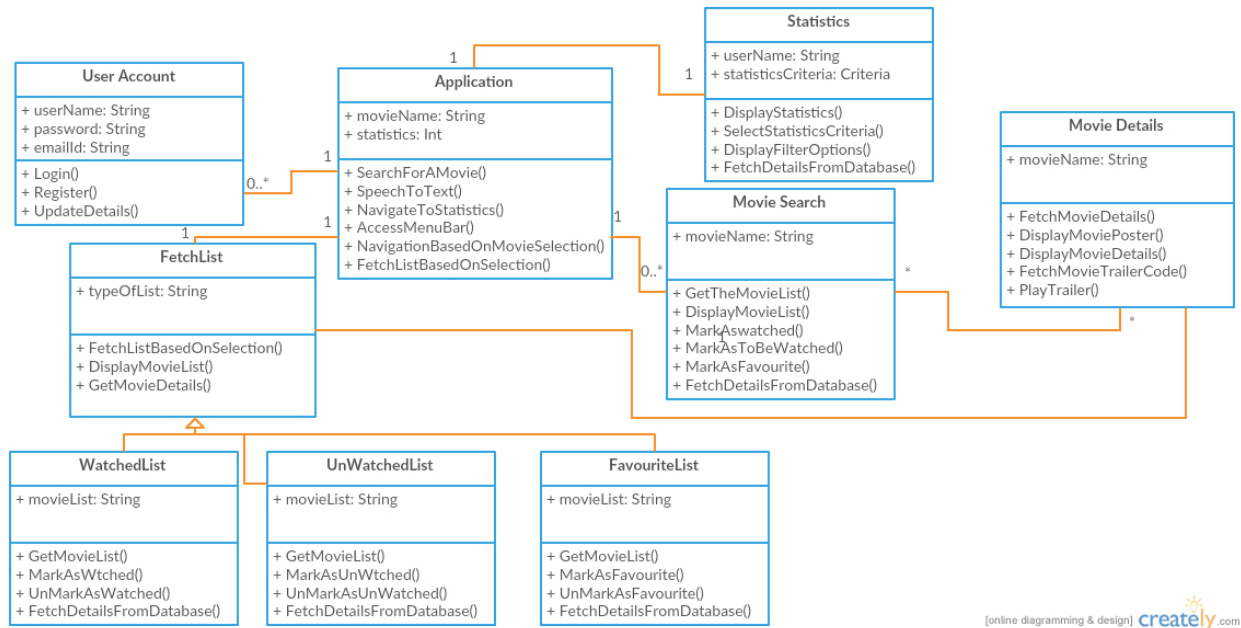 Statistics
+ userName: String
+ statisticsCriteria: Criteria
+ DisplayStatistics()
+ SelectStatisticsCriteria()
+ DisplayFilterOptions()
+ FetchDetailsFromDatabase()
1
1
User Account
+ userName: String
+ password: String
+ emailId: String
+ Login()
+ Register()
+ UpdateDetails()
0..*
1
Application
+ movieName: String
+ statistics: Int
+ SearchForAMovie()
+ SpeechToText()
+ NavigateToStatistics()
+ AccessMenuBar()
+ NavigationBasedOnMovieSelection()
+ FetchListBasedOnSelection()
1
1
1
0..*
Movie Details
+ movieName: String
+ FetchMovieDetails()
+ DisplayMoviePoster()
+ DisplayMovieDetails()
+ FetchMovieTrailerCode()
+ PlayTrailer()
Movie Search
+ movieName: String
+ GetTheMovieList()
+ DisplayMovieList()
+ MarkAswatched()
1
+ MarkAsToBeWatched()
+ MarkAsFavourite()
+ FetchDetailsFromDatabase()
*
*
FetchList
+ typeOfList: String
+ FetchListBasedOnSelection()
+ DisplayMovieList()
+ GetMovieDetails()
WatchedList
+ movieList: String
+ GetMovieList()
+ MarkAsWtched()
+ UnMarkAsWatched()
+ FetchDetailsFromDatabase()
UnWatchedList
+ movieList: String
+ GetMovieList()
+ MarkAsUnWtched()
+ UnMarkAsUnWatched()
+ FetchDetailsFromDatabase()
FavouriteList
+ movieList: String
+ GetMovieList()
+ MarkAsFavourite()
+ UnMarkAsFavourite()
+ FetchDetailsFromDatabase()
[online diagramming & design] creately.com